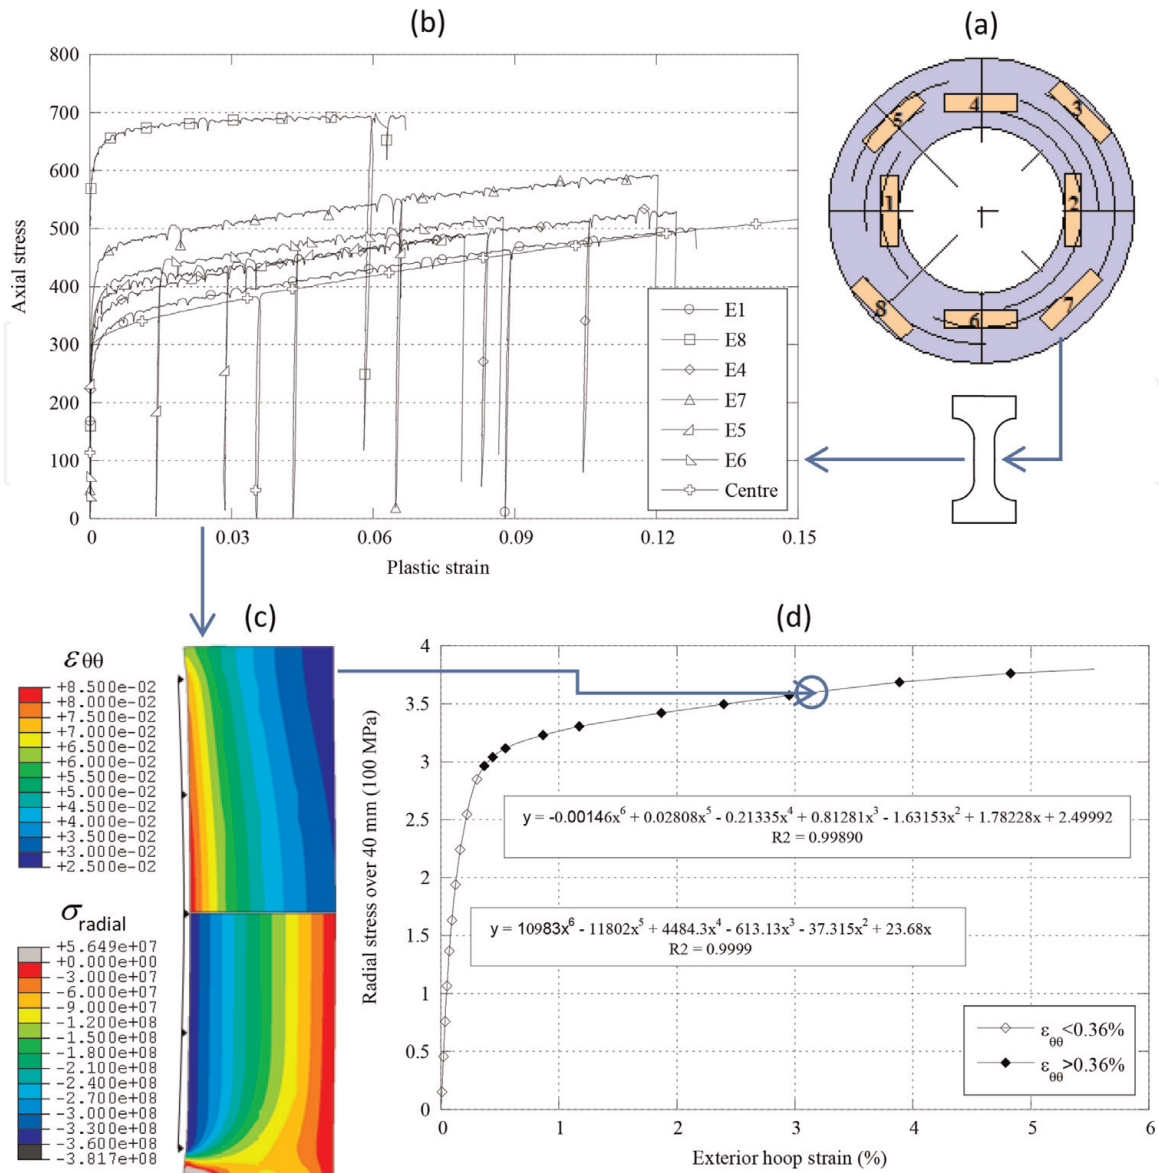 (b)
(a)
800
700
600
500
400
300
200
100
0
Axial stress
0
0.03
0.06
0.09
0.12
0.15
Plastic strain
E1
E8
E4
E7
E5
E6
Centre
4
3
5
1
2
8
6
7
(c)
(d)
εθθ
+8.500e-02
+8.000e-02
+7.500e-02
+7.000e-02
+6.500e-02
+6.000e-02
+5.500e-02
+5.000e-02
+4.500e-02
+4.000e-02
+3.500e-02
+3.000e-02
+2.500e-02
σradial
+5.649e+07
+0.000e+00
-3.000e+07
-6.000e+07
-9.000e+07
-1.200e+08
-1.500e+08
-1.800e+08
-2.100e+08
-2.400e+08
-2.700e+08
-3.000e+08
-3.300e+08
-3.600e+08
-3.817e+08
4
3.5
3
2.5
2
1.5
1
0.5
0
Radial stress over 40 mm (100 MPa)
y = -0.00146x⁶ + 0.02808x⁵ - 0.21335x⁴ + 0.81281x³ - 1.63153x² + 1.78228x + 2.49992
R2 = 0.99890
y = 10983x⁶ - 11802x⁵ + 4484.3x⁴ - 613.13x³ - 37.315x² + 23.68x
R2 = 0.9999
εθθ<0.36%
εθθ>0.36%
0
1
2
3
4
5
6
Exterior hoop strain (%)